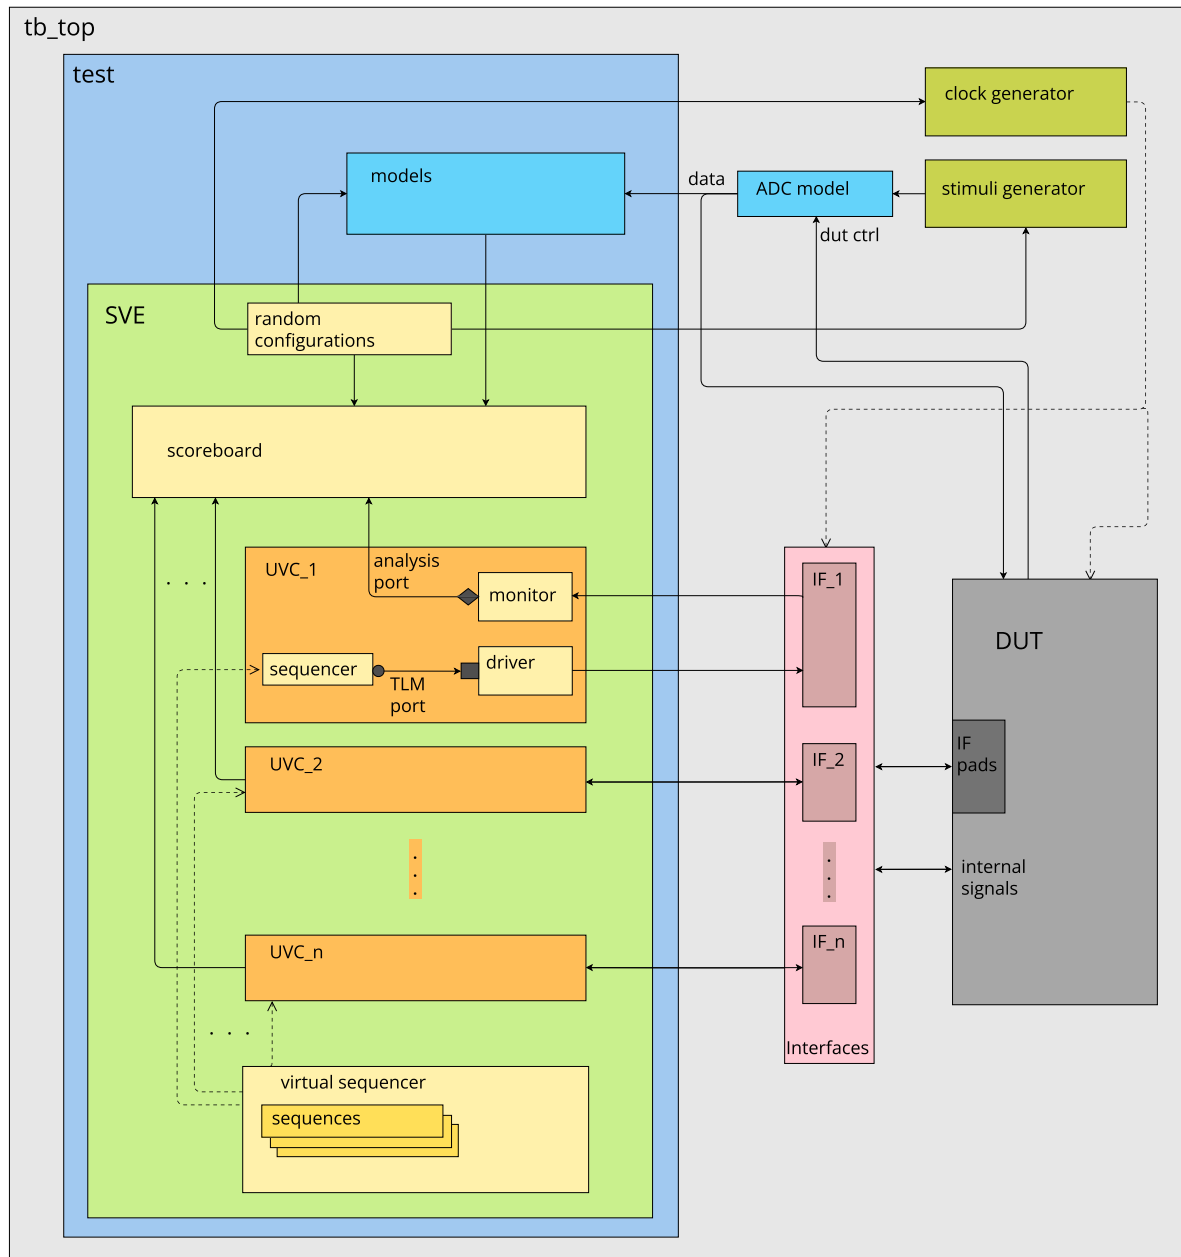 tb_top
test
clock generator
models
data
ADC model
stimuli generator
dut ctrl
SVE
random
configurations
scoreboard
. . .
UVC_1
analysis
port
monitor
sequencer
TLM
port
driver
IF_1
DUT
UVC_2
IF_2
IF
pads
.
.
.
.
.
.
internal
signals
UVC_n
IF_n
. . .
Interfaces
virtual sequencer
sequences